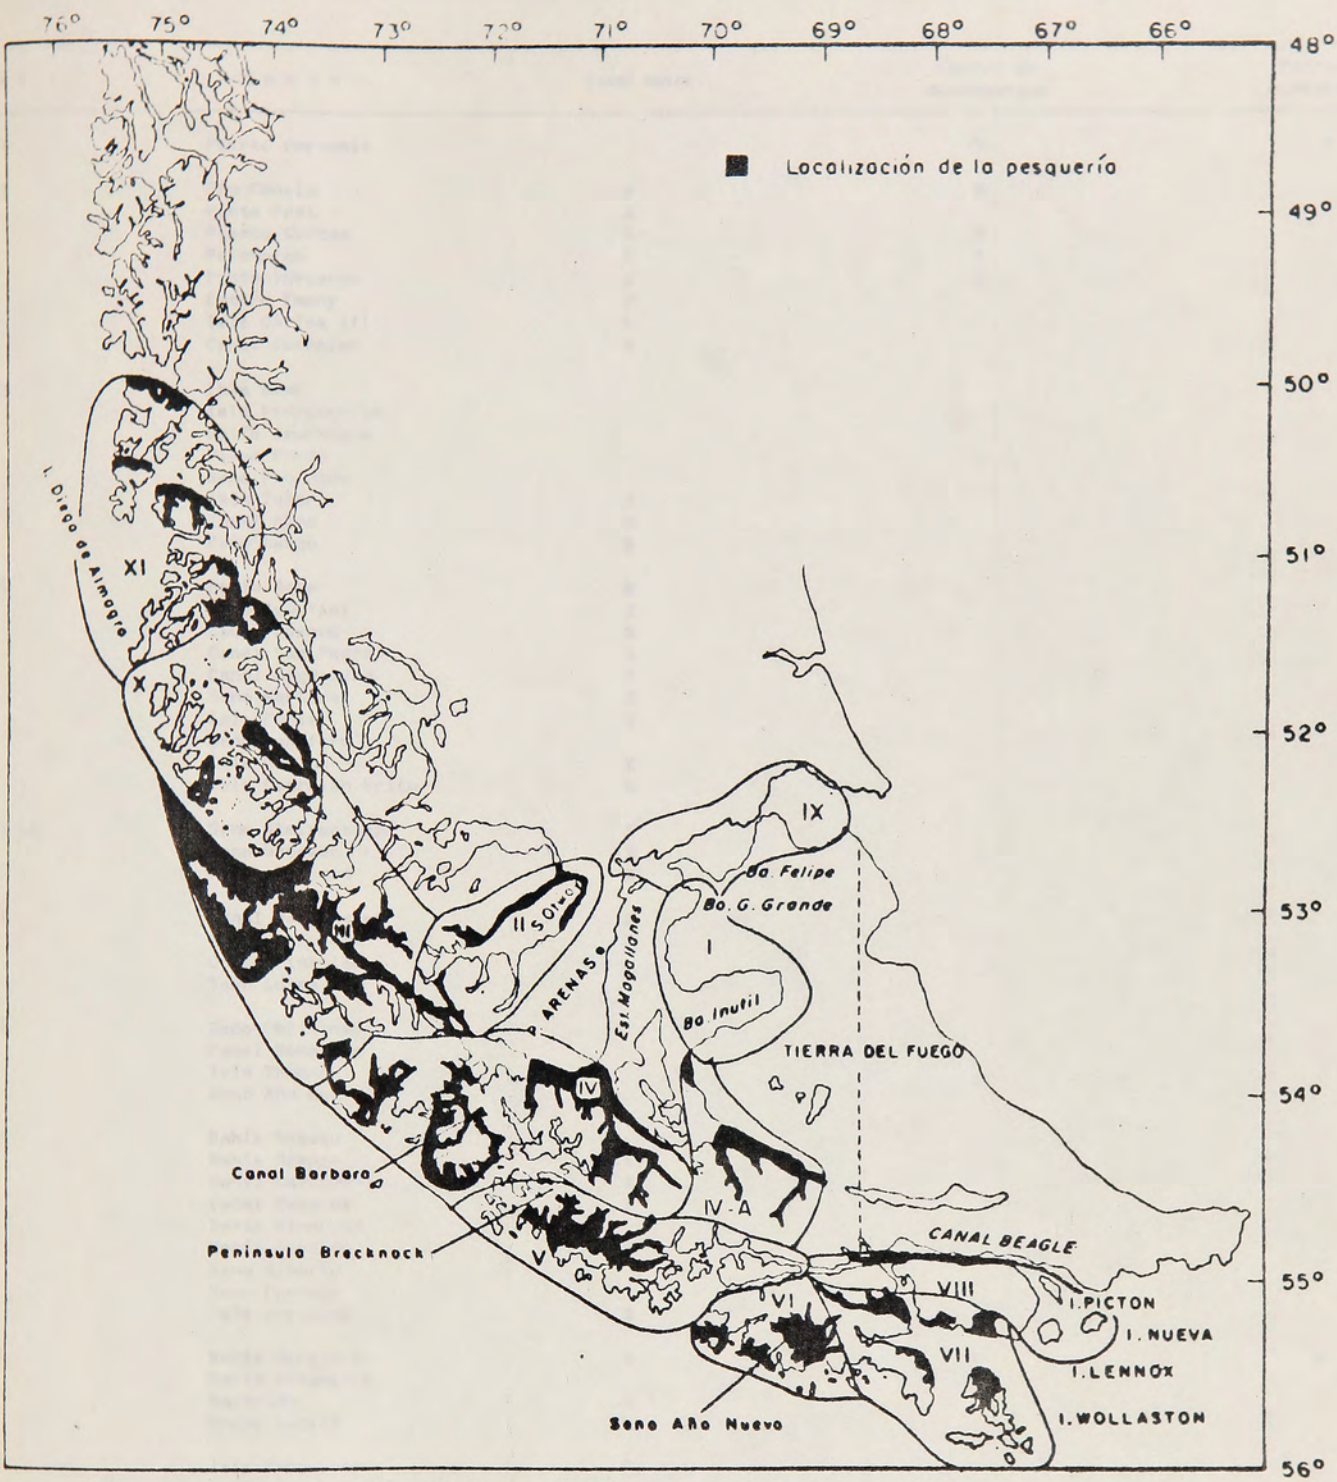 76° 75° 74° 73° 72° 71° 70° 69° 68° 67° 66°
48°
Localización de la pesquería
49°
50°
I. Diego de Almagro
XI
51°
X
52°
IX
Ba. Felipe
Ba. G. Grande
53°
II
S. Otway
III
I
ARENAS
Est. Magallanes
Ba. Inutil
TIERRA DEL FUEGO
54°
IV
Canal Barbara
IV-A
CANAL BEAGLE
Peninsula Brecknock
V
55°
VI
VIII
I. PICTON
I. NUEVA
VII
I. LENNOX
I. WOLLASTON
Seno Año Nuevo
56°